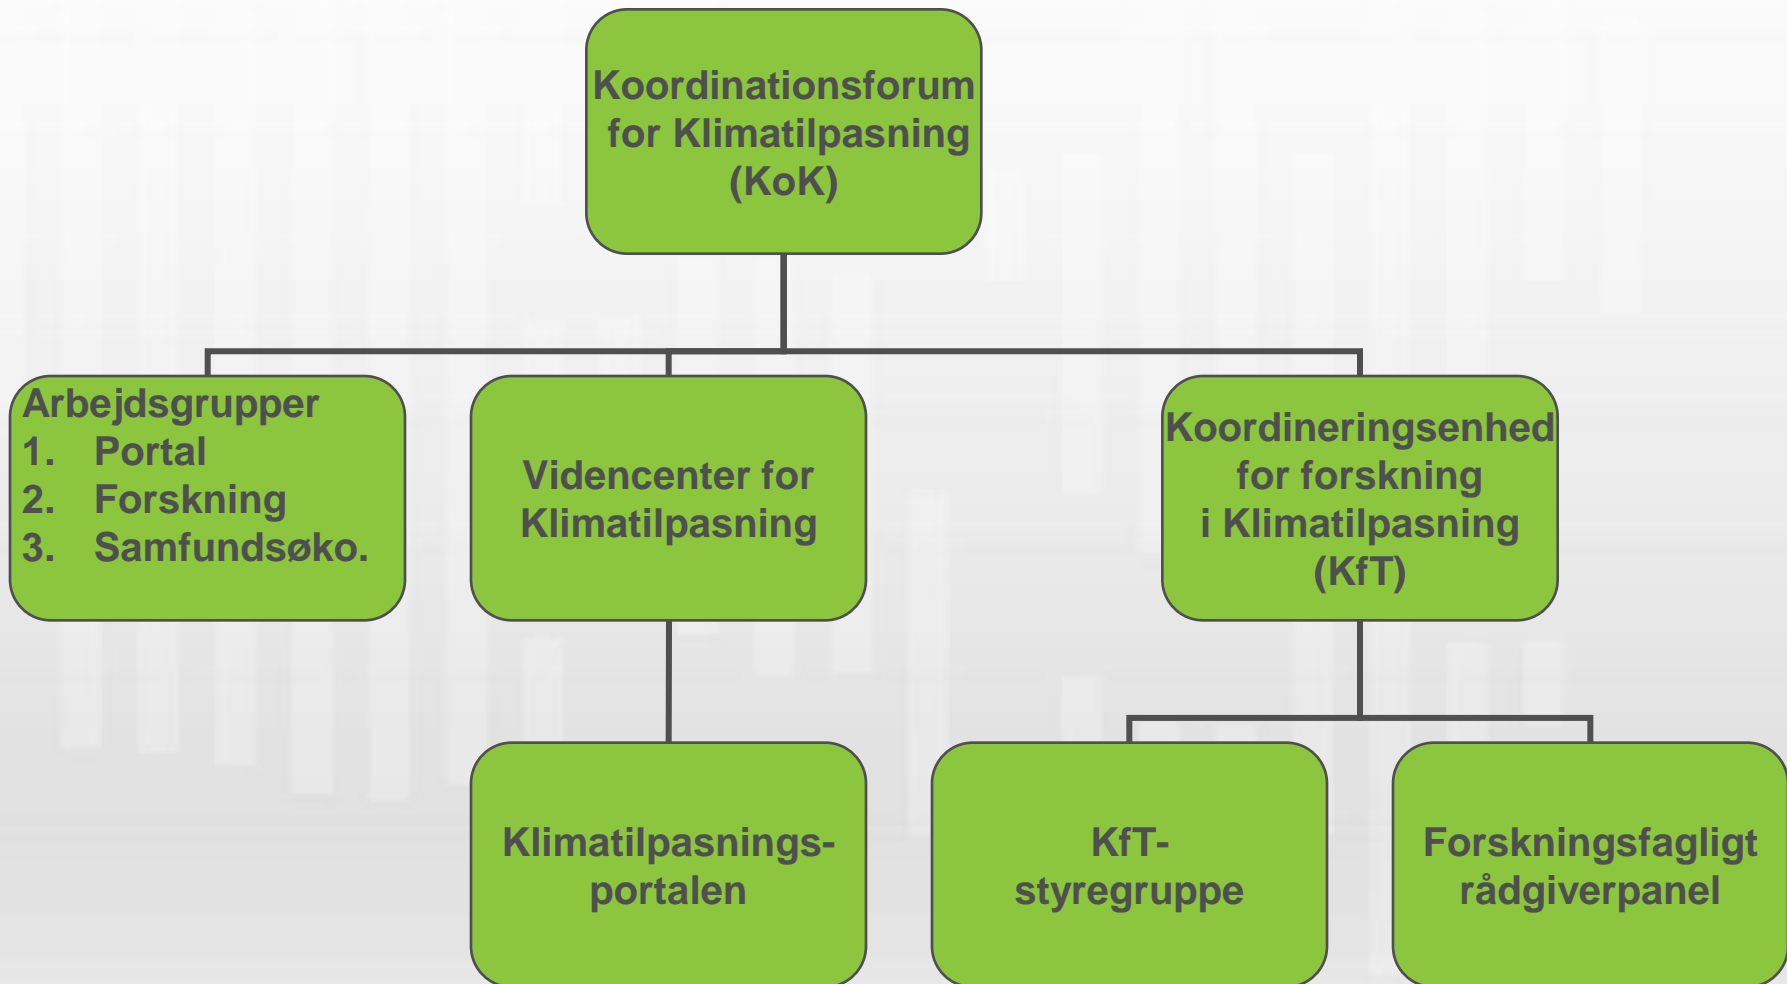 Koordinationsforum
for Klimatilpasning
(KoK)
Arbejdsgrupper
1. Portal
2. Forskning
3. Samfundsøko.
Videncenter for
Klimatilpasning
Koordineringsenhed
for forskning
i Klimatilpasning
(KfT)
Klimatilpasnings-
portalen
KfT-
styregruppe
Forskningsfagligt
rådgiverpanel